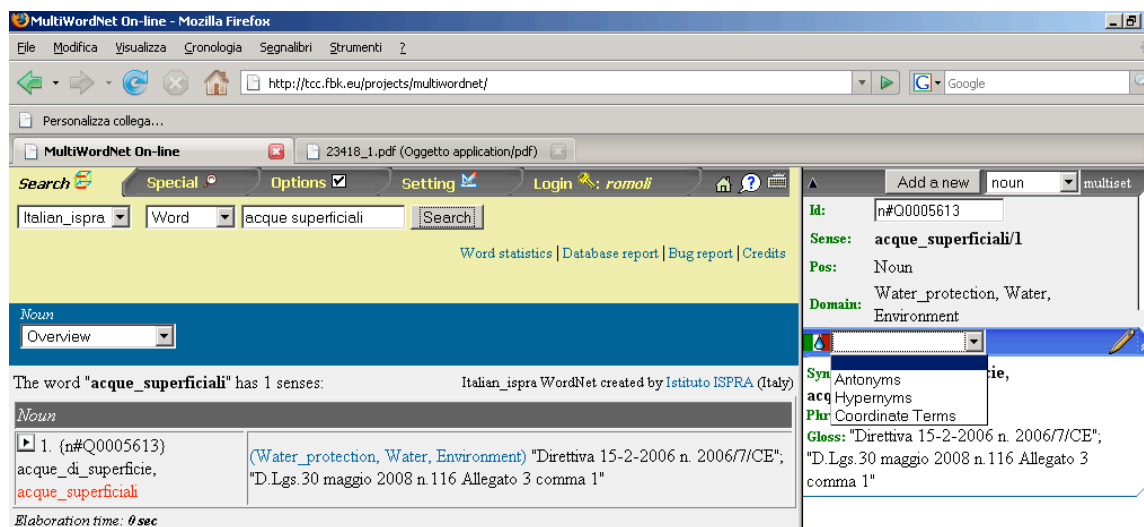 MultiWordNet On-line - Mozilla Firefox
File Modifica Visualizza Cronologia Segnalibri Strumenti ?
http://tcc.fbk.eu/projects/multiwordnet/
G Google
Personalizza collega...
MultiWordNet On-line
23418_1.pdf (Oggetto application/pdf)
Search Special Options Setting Login : romoli
Italian_ispra Word acque superficiali Search
Word statistics | Database report | Bug report | Credits
Noun
Overview
The word "acque_superficiali" has 1 senses:
Italian_ispra WordNet created by Istituto ISPRA (Italy)
Noun
1. {n#Q0005613}
acque_di_superficie,
acque_superficiali
(Water_protection, Water, Environment) "Direttiva 15-2-2006 n. 2006/7/CE";
"D.Lgs.30 maggio 2008 n.116 Allegato 3 comma 1"
Elaboration time: 0 sec
Add a new noun multiset
Id: n#Q0005613
Sense: acque_superficiali/1
Pos: Noun
Domain: Water_protection, Water,
Environment
Antonyms
Hypernyms
Coordinate Terms
Gloss: "Direttiva 15-2-2006 n. 2006/7/CE";
"D.Lgs.30 maggio 2008 n.116 Allegato 3
comma 1"